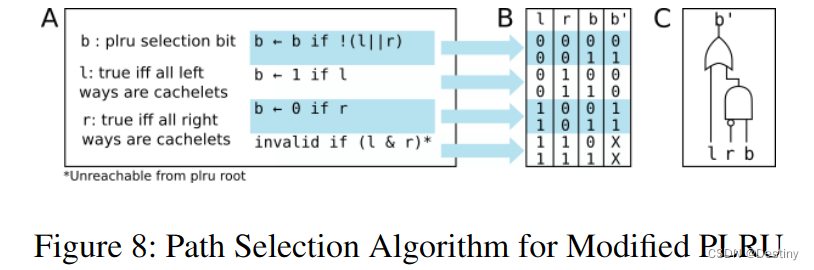 A
b : plru selection bit
l: true iff all left
ways are cachelets
r: true iff all right
ways are cachelets
b ← b if !(l||r)
b ← 1 if l
b ← 0 if r
invalid if (l & r)*
*Unreachable from plru root
B
l r b b'
0 0 0 0
0 0 1 1
0 1 0 0
0 1 1 0
1 0 0 1
1 0 1 1
1 1 0 X
1 1 1 X
C
b'
l r b
Figure 8: Path Selection Algorithm for Modified PLRU
CSDN @Destiny